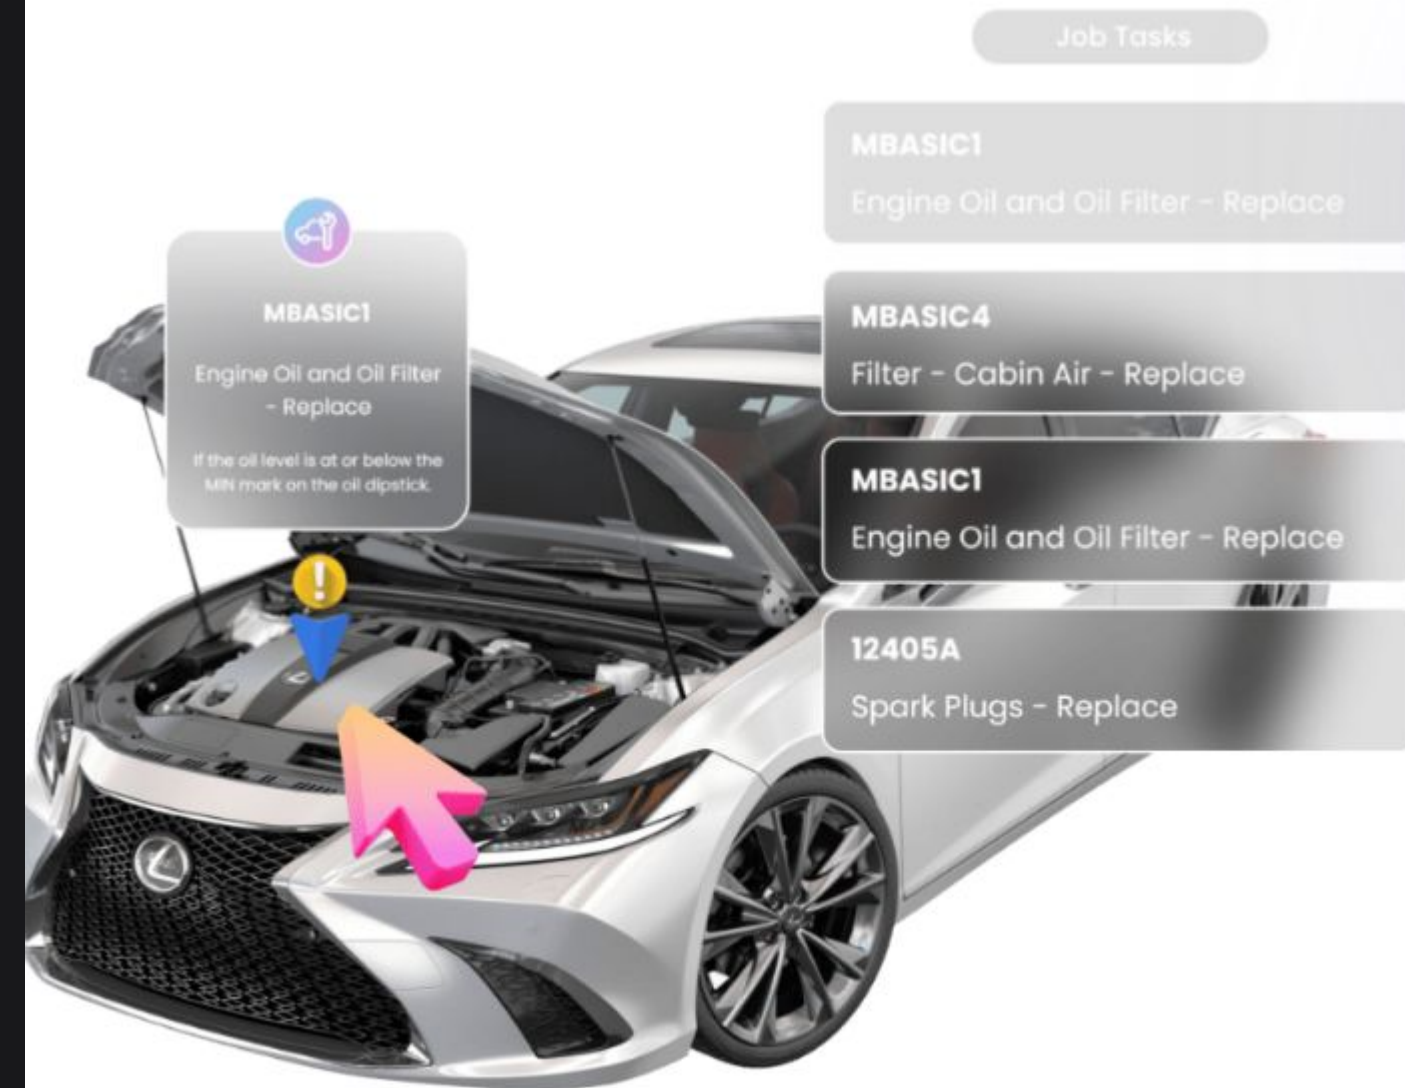 Job Tasks
MBASIC1
Engine Oil and Oil Filter - Replace
MBASIC1
Engine Oil and Oil Filter
- Replace
If the oil level is at or below the
MIN mark on the oil dipstick.
!
MBASIC4
Filter - Cabin Air - Replace
MBASIC1
Engine Oil and Oil Filter - Replace
12405A
Spark Plugs - Replace